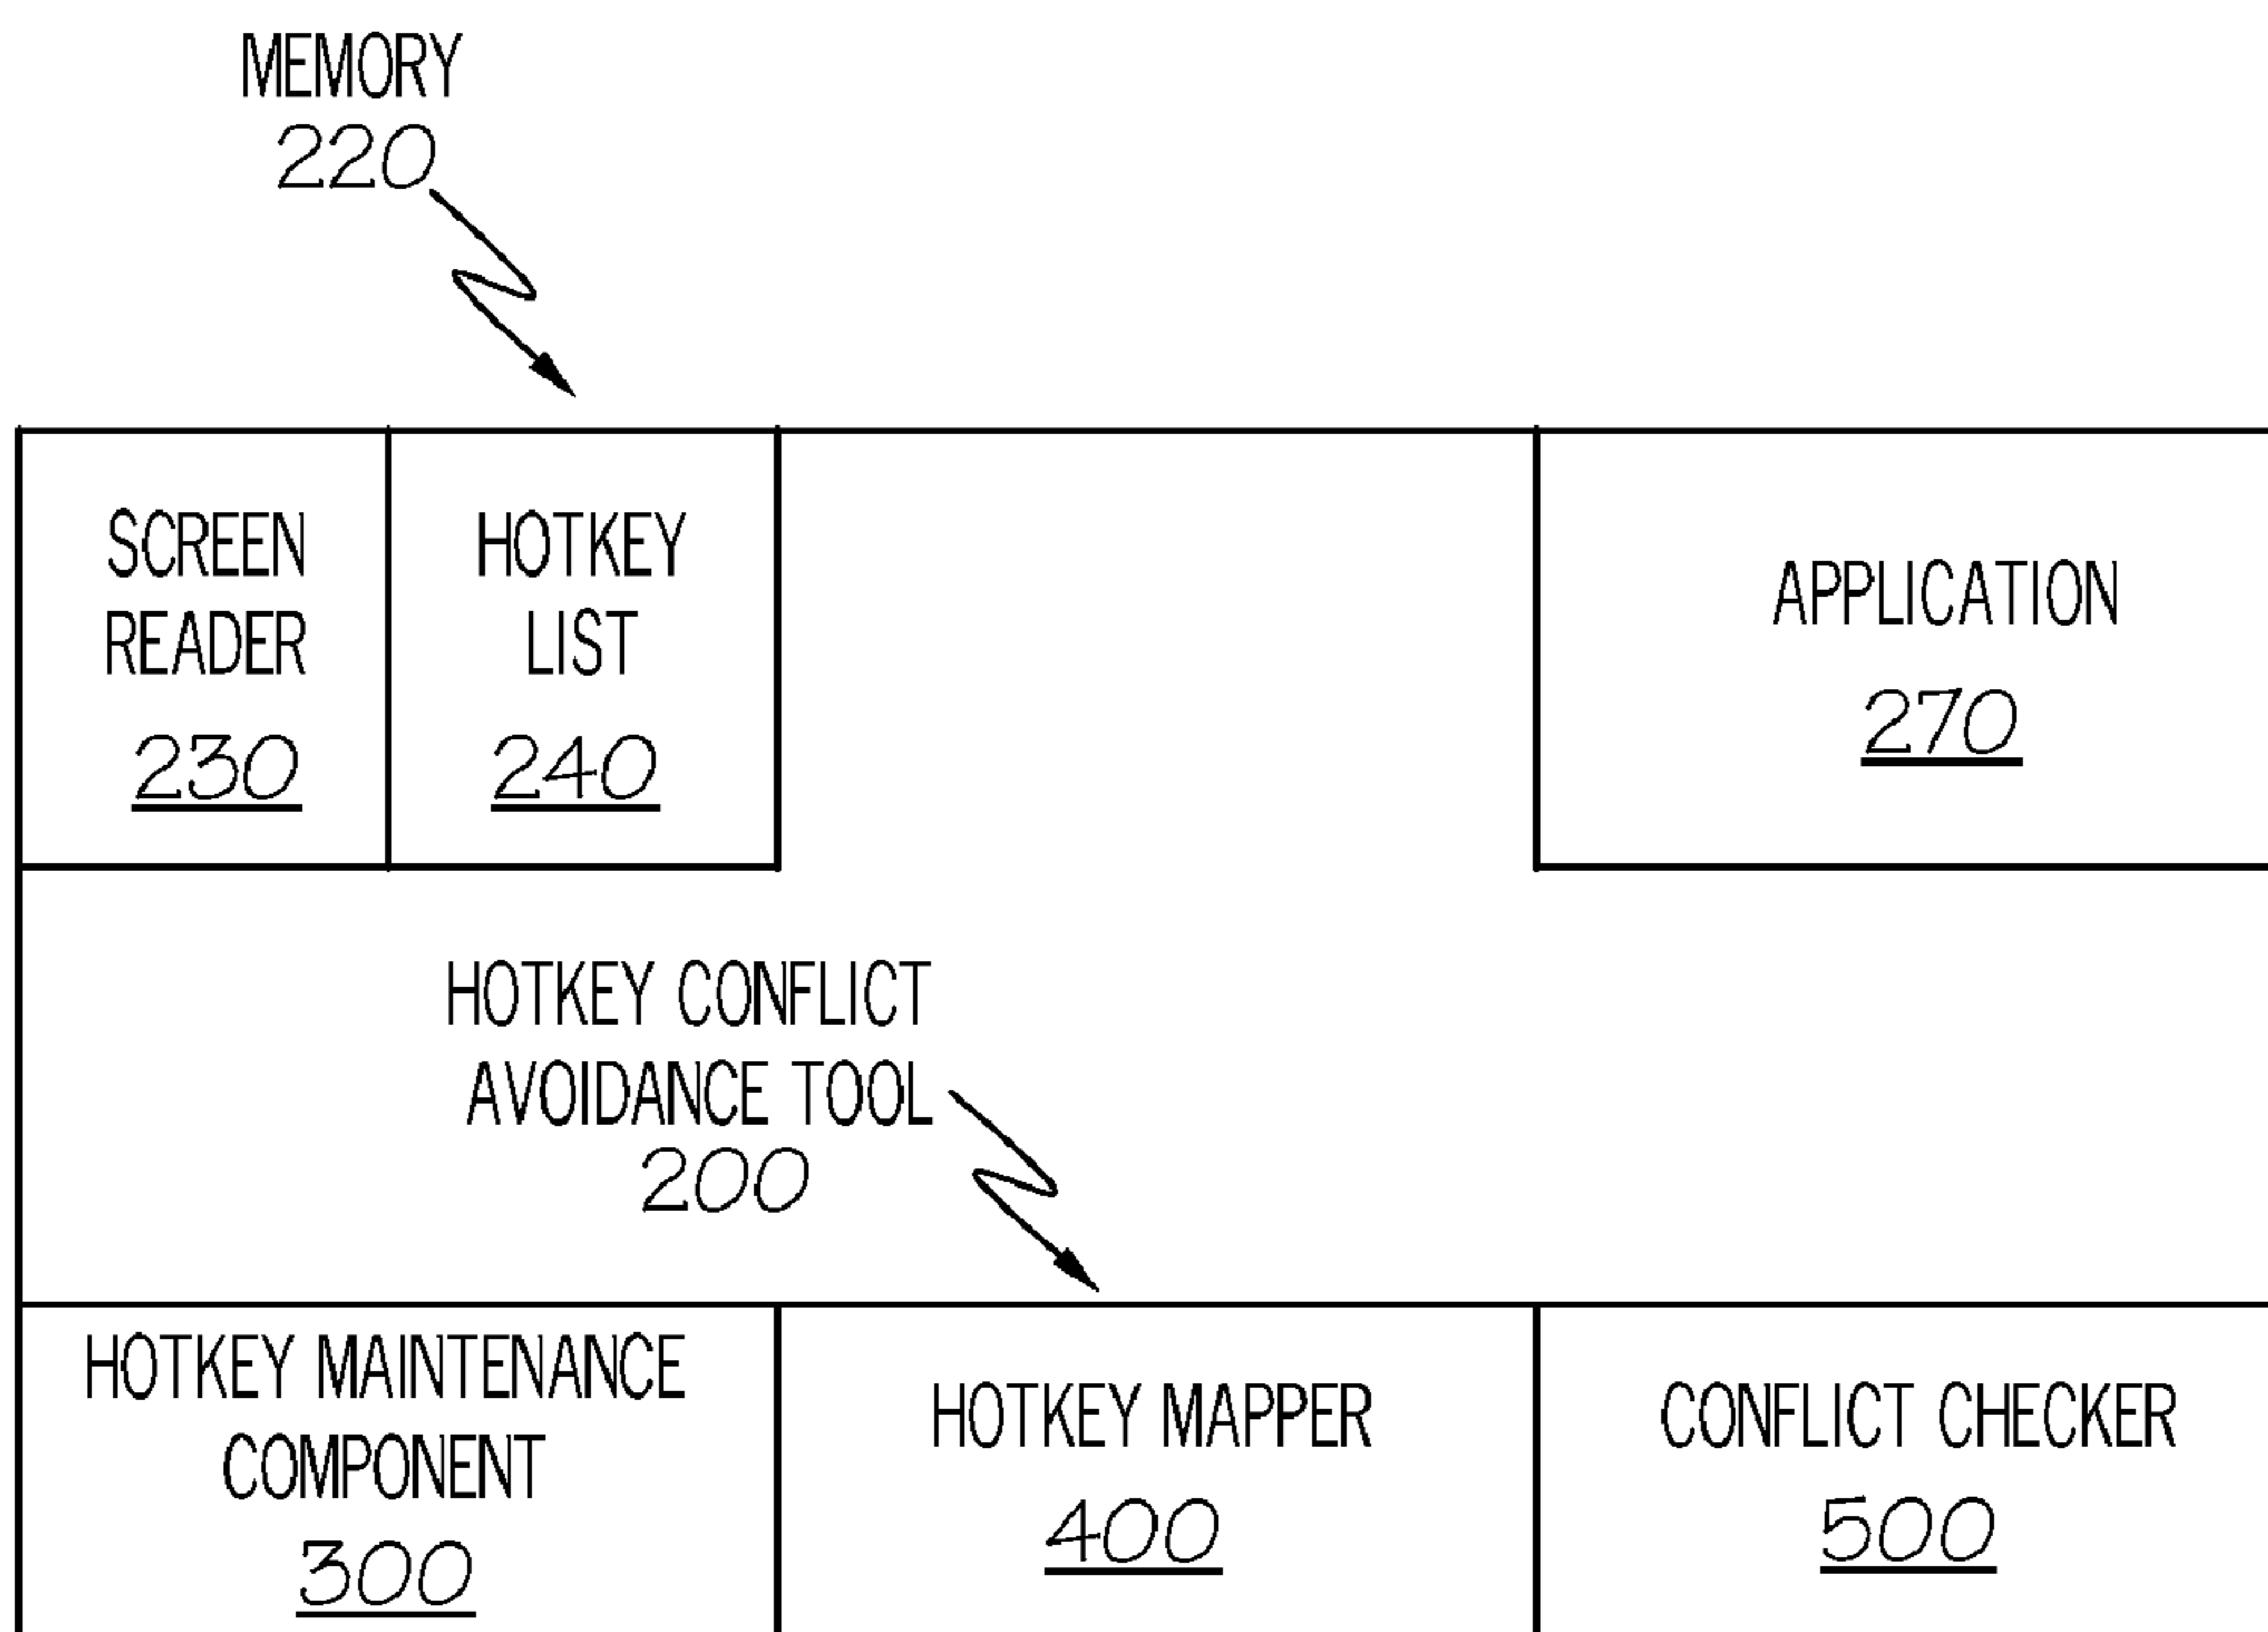 MEMORY
220
SCREEN
READER
230
HOTKEY
LIST
240
APPLICATION
270
HOTKEY CONFLICT
AVOIDANCE TOOL
200
HOTKEY MAINTENANCE
COMPONENT
300
HOTKEY MAPPER
400
CONFLICT CHECKER
500